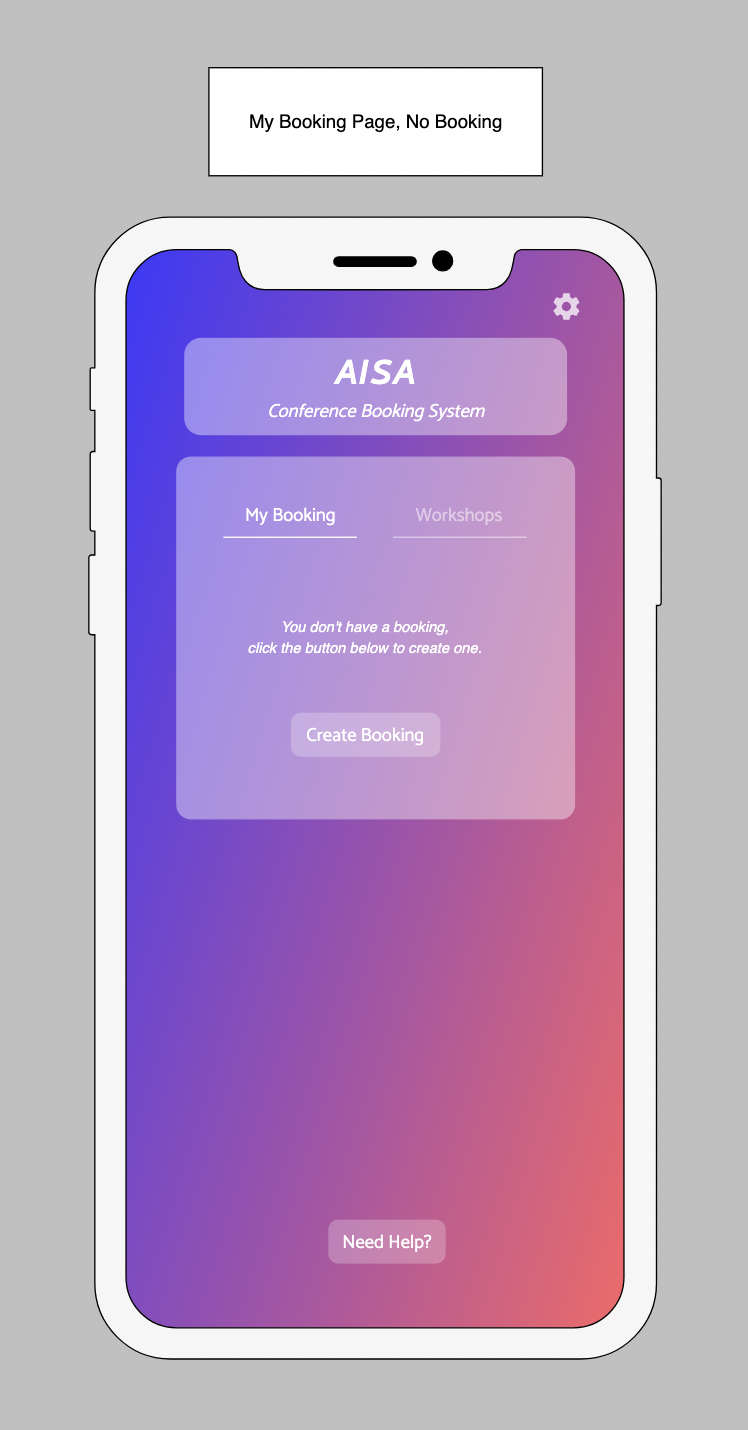 My Booking Page, No Booking
AISA
Conference Booking System
My Booking
Workshops
You don't have a booking,
click the button below to create one.
Create Booking
Need Help?